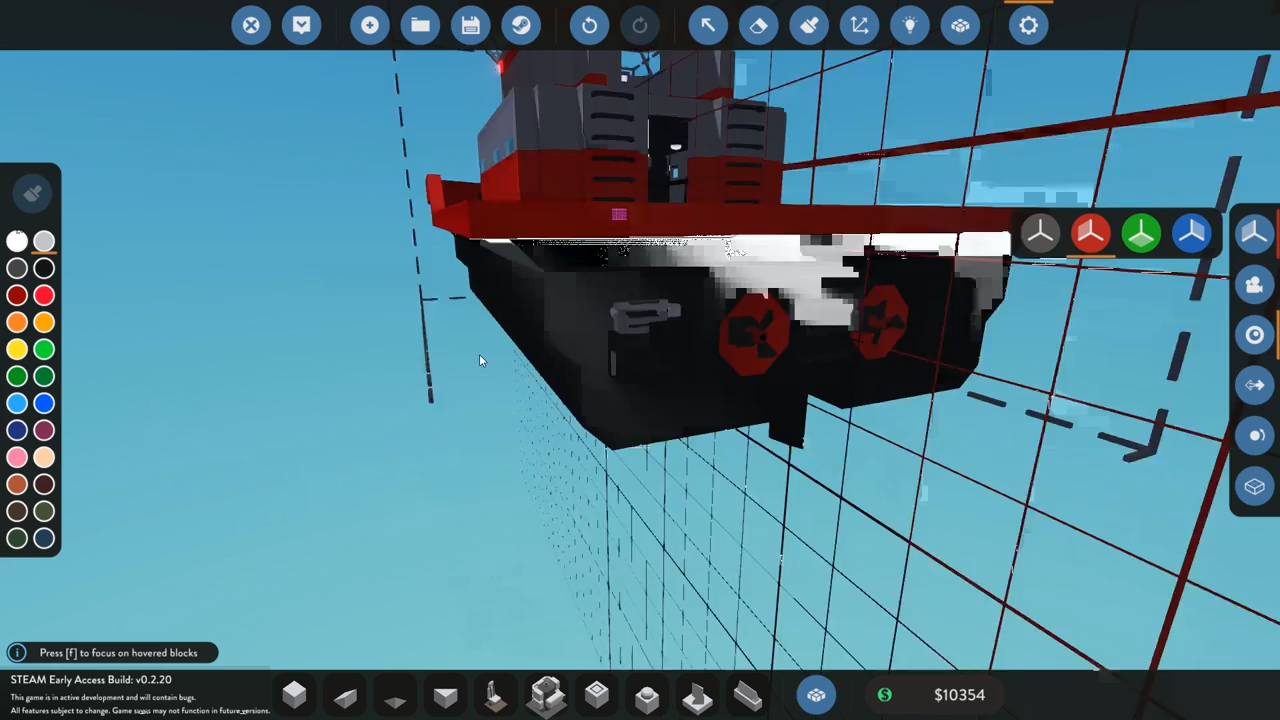 Press [f] to focus on hovered blocks
STEAM Early Access Build: v0.2.20
This game is in active development and will contain bugs.
All features subject to change. Game saves may not function in future versions.
$
$10354